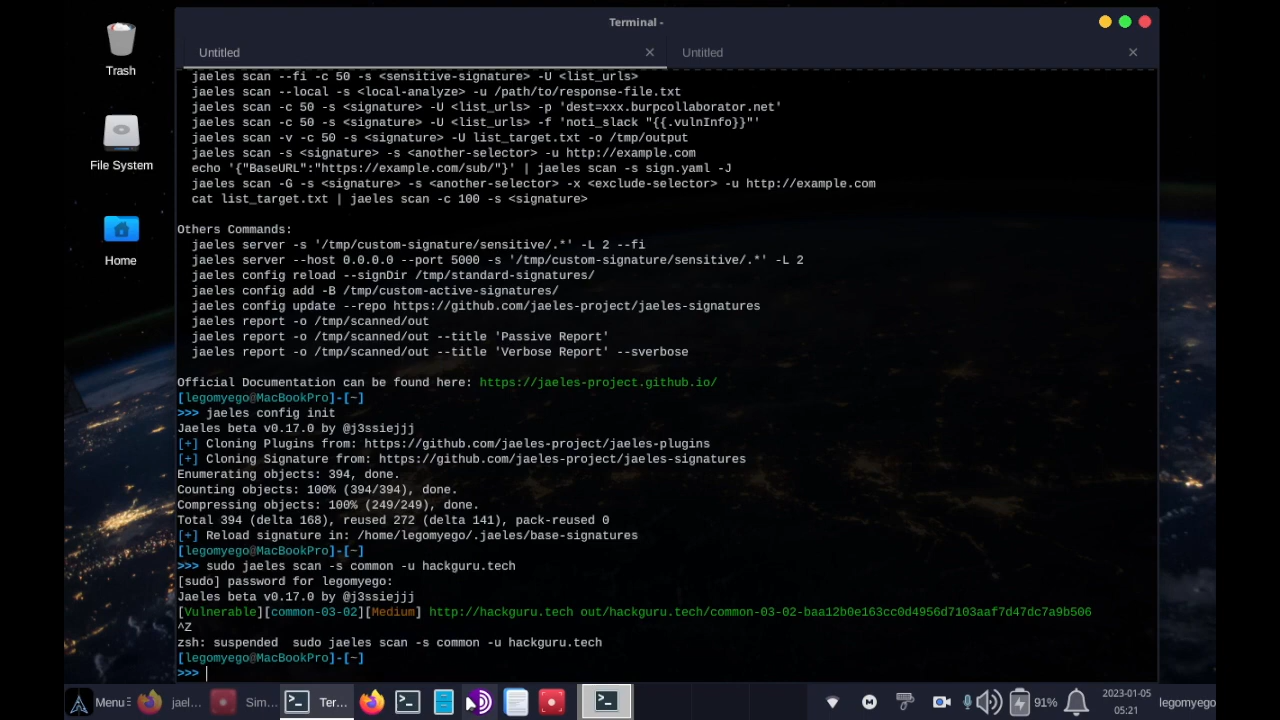 Terminal -
Untitled
Untitled
Trash
File System
Home
jaeles scan --fi -c 50 -s <sensitive-signature> -U <list_urls>
jaeles scan --local -s <local-analyze> -u /path/to/response-file.txt
jaeles scan -c 50 -s <signature> -U <list_urls> -p 'dest=xxx.burpcollaborator.net'
jaeles scan -c 50 -s <signature> -U <list_urls> -f 'noti_slack "{{.vulnInfo}}"'
jaeles scan -v -c 50 -s <signature> -U list_target.txt -o /tmp/output
jaeles scan -s <signature> -s <another-selector> -u http://example.com
echo '{"BaseURL":"https://example.com/sub/"}' | jaeles scan -s sign.yaml -J
jaeles scan -G -s <signature> -s <another-selector> -x <exclude-selector> -u http://example.com
cat list_target.txt | jaeles scan -c 100 -s <signature>
Others Commands:
jaeles server -s '/tmp/custom-signature/sensitive/.*' -L 2 --fi
jaeles server --host 0.0.0.0 --port 5000 -s '/tmp/custom-signature/sensitive/.*' -L 2
jaeles config reload --signDir /tmp/standard-signatures/
jaeles config add -B /tmp/custom-active-signatures/
jaeles config update --repo https://github.com/jaeles-project/jaeles-signatures
jaeles report -o /tmp/scanned/out
jaeles report -o /tmp/scanned/out --title 'Passive Report'
jaeles report -o /tmp/scanned/out --title 'Verbose Report' --sverbose
Official Documentation can be found here: https://jaeles-project.github.io/
[legomyego@MacBookPro]-[~]
>>> jaeles config init
Jaeles beta v0.17.0 by @j3ssiejjj
[+] Cloning Plugins from: https://github.com/jaeles-project/jaeles-plugins
[+] Cloning Signature from: https://github.com/jaeles-project/jaeles-signatures
Enumerating objects: 394, done.
Counting objects: 100% (394/394), done.
Compressing objects: 100% (249/249), done.
Total 394 (delta 168), reused 272 (delta 141), pack-reused 0
[+] Reload signature in: /home/legomyego/.jaeles/base-signatures
[legomyego@MacBookPro]-[~]
>>> sudo jaeles scan -s common -u hackguru.tech
[sudo] password for legomyego:
Jaeles beta v0.17.0 by @j3ssiejjj
[Vulnerable][common-03-02][Medium] http://hackguru.tech out/hackguru.tech/common-03-02-baa12b0e163cc0d4956d7103aaf7d47dc7a9b506
^Z
zsh: suspended  sudo jaeles scan -s common -u hackguru.tech
[legomyego@MacBookPro]-[~]
>>>
Menu
jael...
Sim...
Ter...
M
91%
2023-01-05
05:21
legomyego